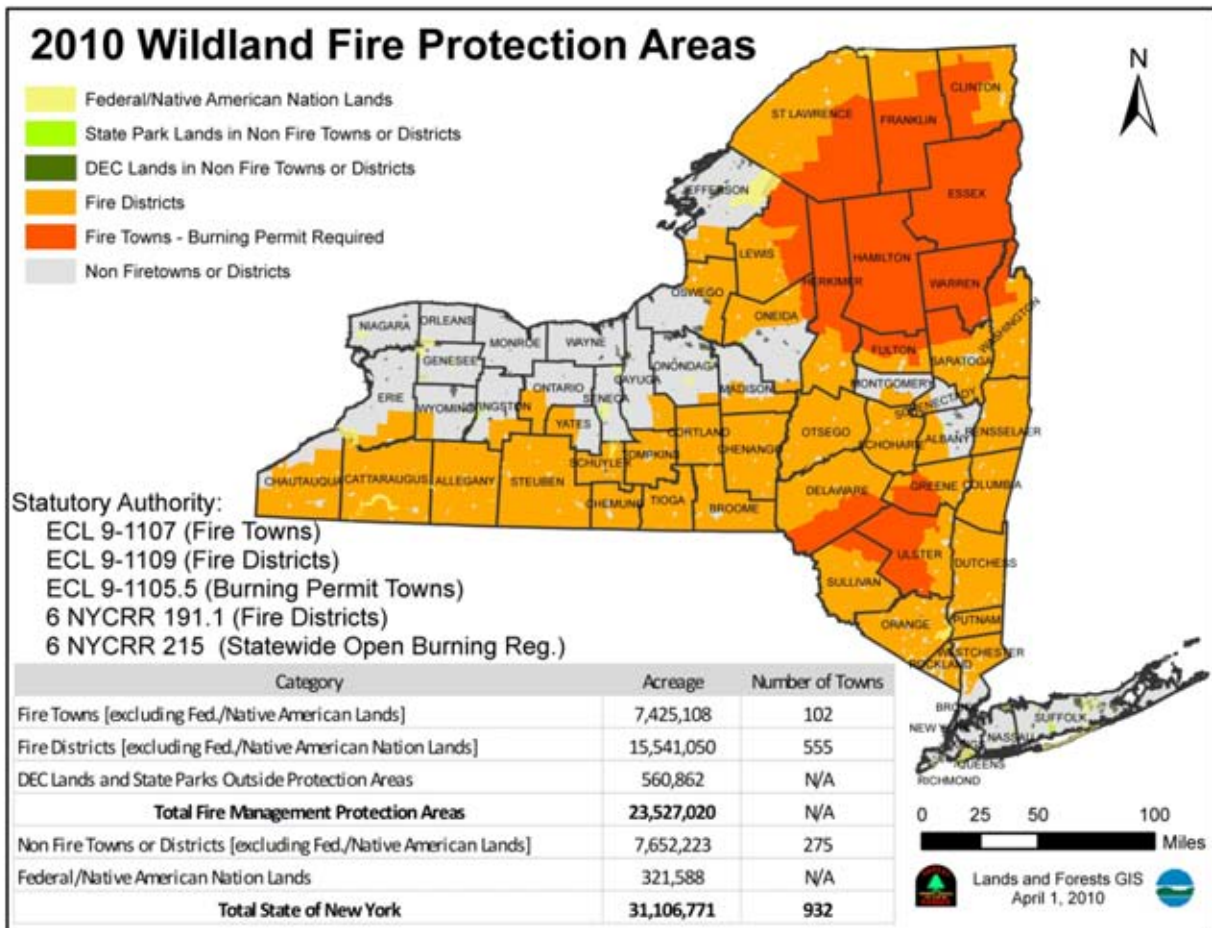 2010 Wildland Fire Protection Areas
Federal/Native American Nation Lands
State Park Lands in Non Fire Towns or Districts
DEC Lands in Non Fire Towns or Districts
Fire Districts
Fire Towns - Burning Permit Required
Non Firetowns or Districts
N
CLINTON
ST LAWRENCE
FRANKLIN
ESSEX
LEWIS
HAMILTON
HERKIMER
WARREN
OSWEGO
ONEIDA
WASHINGTON
NIAGARA
ORLEANS
MONROE
WAYNE
FULTON
SARATOGA
GENESEE
ONONDAGA
MONTGOMERY
ONTARIO
CAYUGA
SENECA
MADISON
ERIE
WYOMING
YATES
CORTLAND
OTSEGO
ALBANY
RENSSELAER
CHENANGO
SCHUYLER
TOMPKINS
CHAUTAUQUA
CATTARAUGUS
ALLEGANY
STEUBEN
CHEMUNG
TIOGA
BROOME
DELAWARE
GREENE
COLUMBIA
ULSTER
SULLIVAN
DUTCHESS
ORANGE
PUTNAM
WESTCHESTER
ROCKLAND
SUFFOLK
NASSAU
QUEENS
RICHMOND
Statutory Authority:
ECL 9-1107 (Fire Towns)
ECL 9-1109 (Fire Districts)
ECL 9-1105.5 (Burning Permit Towns)
6 NYCRR 191.1 (Fire Districts)
6 NYCRR 215 (Statewide Open Burning Reg.)
Category Acreage Number of Towns
Fire Towns [excluding Fed./Native American Lands] 7,425,108 102
Fire Districts [excluding Fed./Native American Nation Lands] 15,541,050 555
DEC Lands and State Parks Outside Protection Areas 560,862 N/A
Total Fire Management Protection Areas 23,527,020 N/A
Non Fire Towns or Districts [excluding Fed./Native American Lands] 7,652,223 275
Federal/Native American Nation Lands 321,588 N/A
Total State of New York 31,106,771 932
0 25 50 100
Miles
Lands and Forests GIS
April 1, 2010